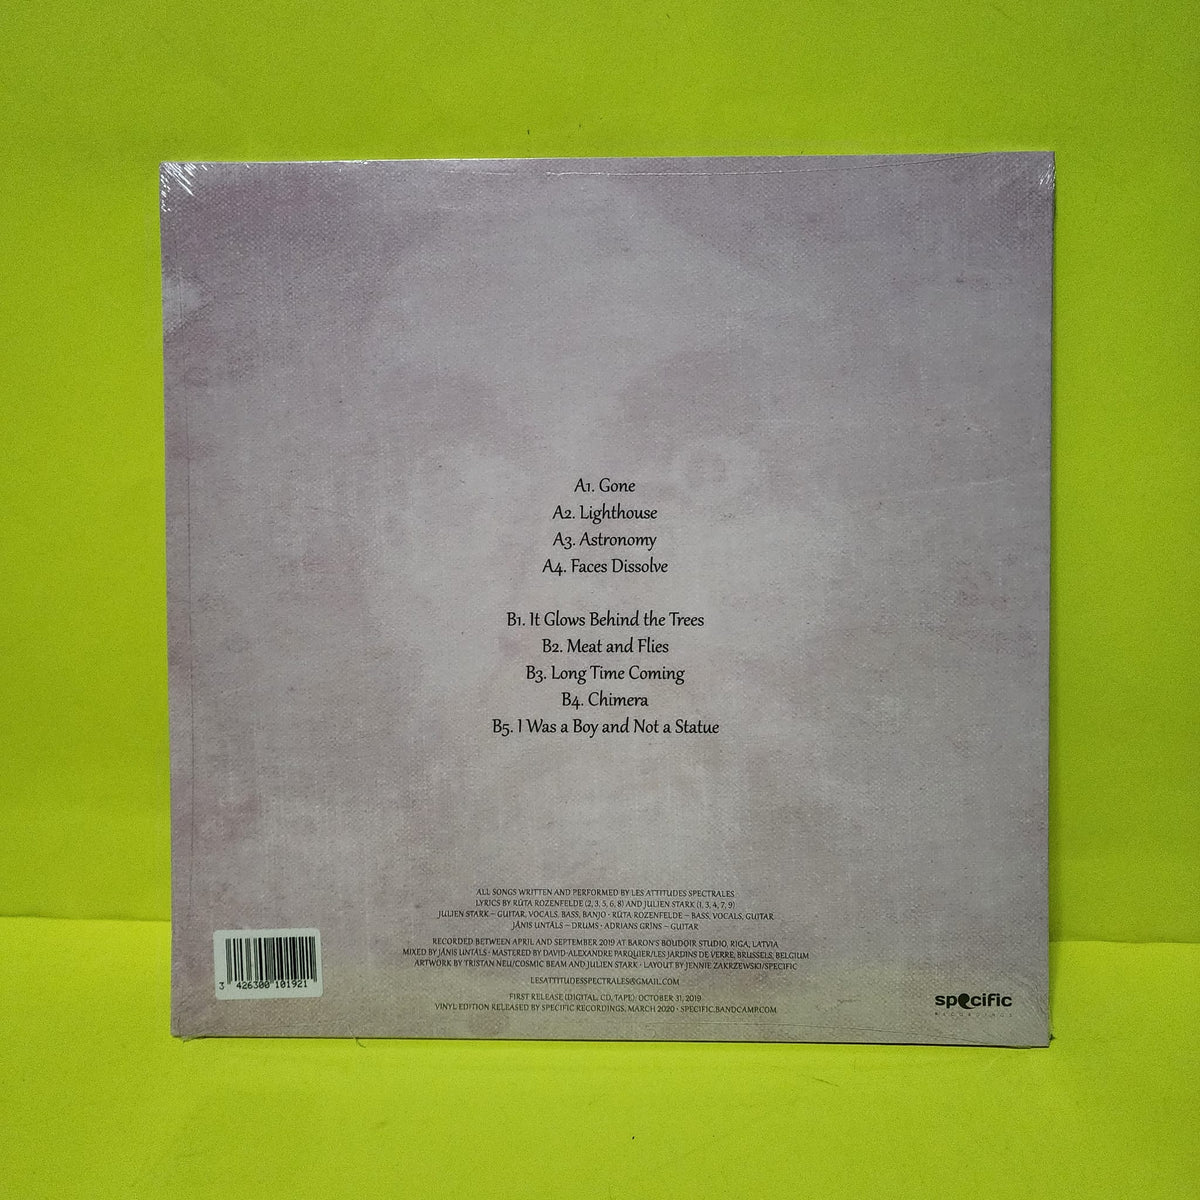 A1. Gone
A2. Lighthouse
A3. Astronomy
A4. Faces Dissolve
B1. It Glows Behind the Trees
B2. Meat and Flies
B3. Long Time Coming
B4. Chimera
B5. I Was a Boy and Not a Statue
ALL SONGS WRITTEN AND PERFORMED BY LES ATTITUDES SPECTRALES
LYRICS BY RŪTA ROZENFELDE (2, 3, 5, 6, 8) AND JULIEN STARK (1, 3, 4, 7, 9)
JULIEN STARK – GUITAR, VOCALS, BASS, BANJO · RŪTA ROZENFELDE – BASS, VOCALS, GUITAR
JĀNIS UNTĀLS – DRUMS · ADRIANS GRINS – GUITAR
RECORDED BETWEEN APRIL AND SEPTEMBER 2019 AT BARON'S BOUDOIR STUDIO, RIGA, LATVIA
MIXED BY JĀNIS UNTĀLS · MASTERED BY DAVID-ALEXANDRE PARQUIER/LES JARDINS DE VERRE, BRUSSELS, BELGIUM
ARTWORK BY TRISTAN NEU/COSMIC BEAM AND JULIEN STARK · LAYOUT BY JENNIE ZAKRZEWSKI/SPECIFIC
LESATTITUDESSPECTRALES@GMAIL.COM
FIRST RELEASE (DIGITAL, CD, TAPE): OCTOBER 31, 2019
VINYL EDITION RELEASED BY SPECIFIC RECORDINGS, MARCH 2020 · SPECIFIC.BANDCAMP.COM
3 426300 101921
specific
RECORDINGS